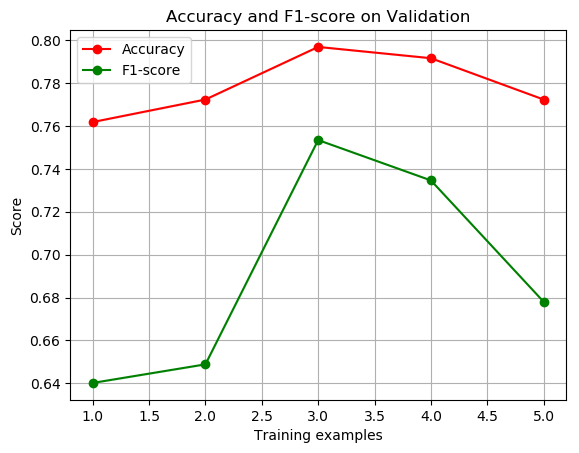 Accuracy and F1-score on Validation
Accuracy
F1-score
0.80
0.78
0.76
0.74
0.72
0.70
0.68
0.66
0.64
Score
1.0 1.5 2.0 2.5 3.0 3.5 4.0 4.5 5.0
Training examples